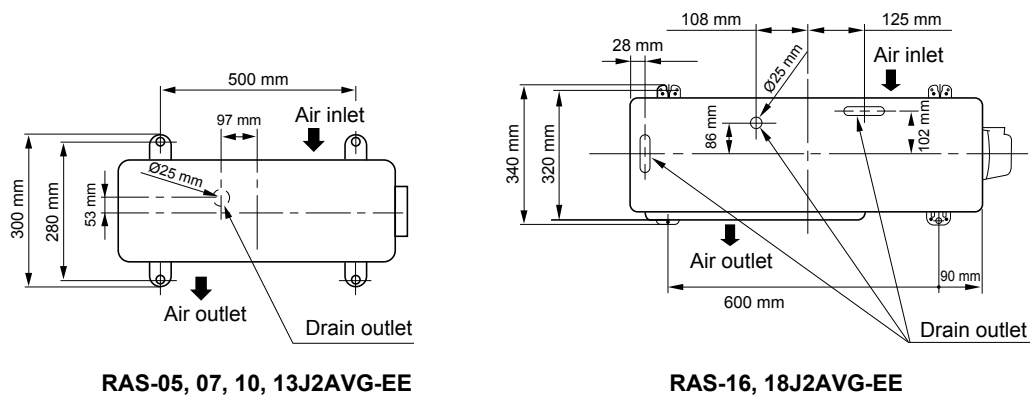 500 mm
97 mm
Air inlet
Ø25 mm
300 mm
280 mm
53 mm
Air outlet
Drain outlet
RAS-05, 07, 10, 13J2AVG-EE
108 mm
125 mm
28 mm
Ø25 mm
Air inlet
340 mm
320 mm
86 mm
102 mm
Air outlet
90 mm
600 mm
Drain outlet
RAS-16, 18J2AVG-EE